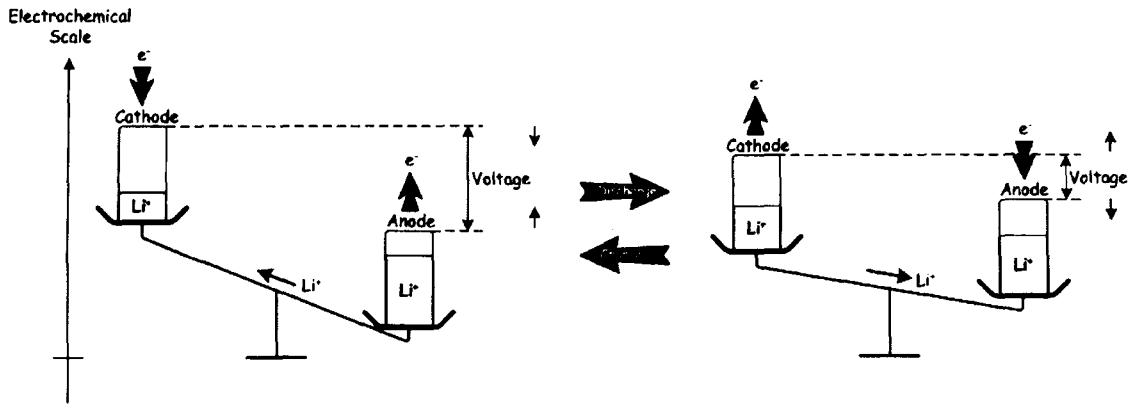 Electrochemical
Scale
e⁻
Cathode
Li⁺
e⁻
Anode
Li⁺
Voltage
Li⁺
e⁻
Cathode
Li⁺
e⁻
Anode
Li⁺
Voltage
Li⁺